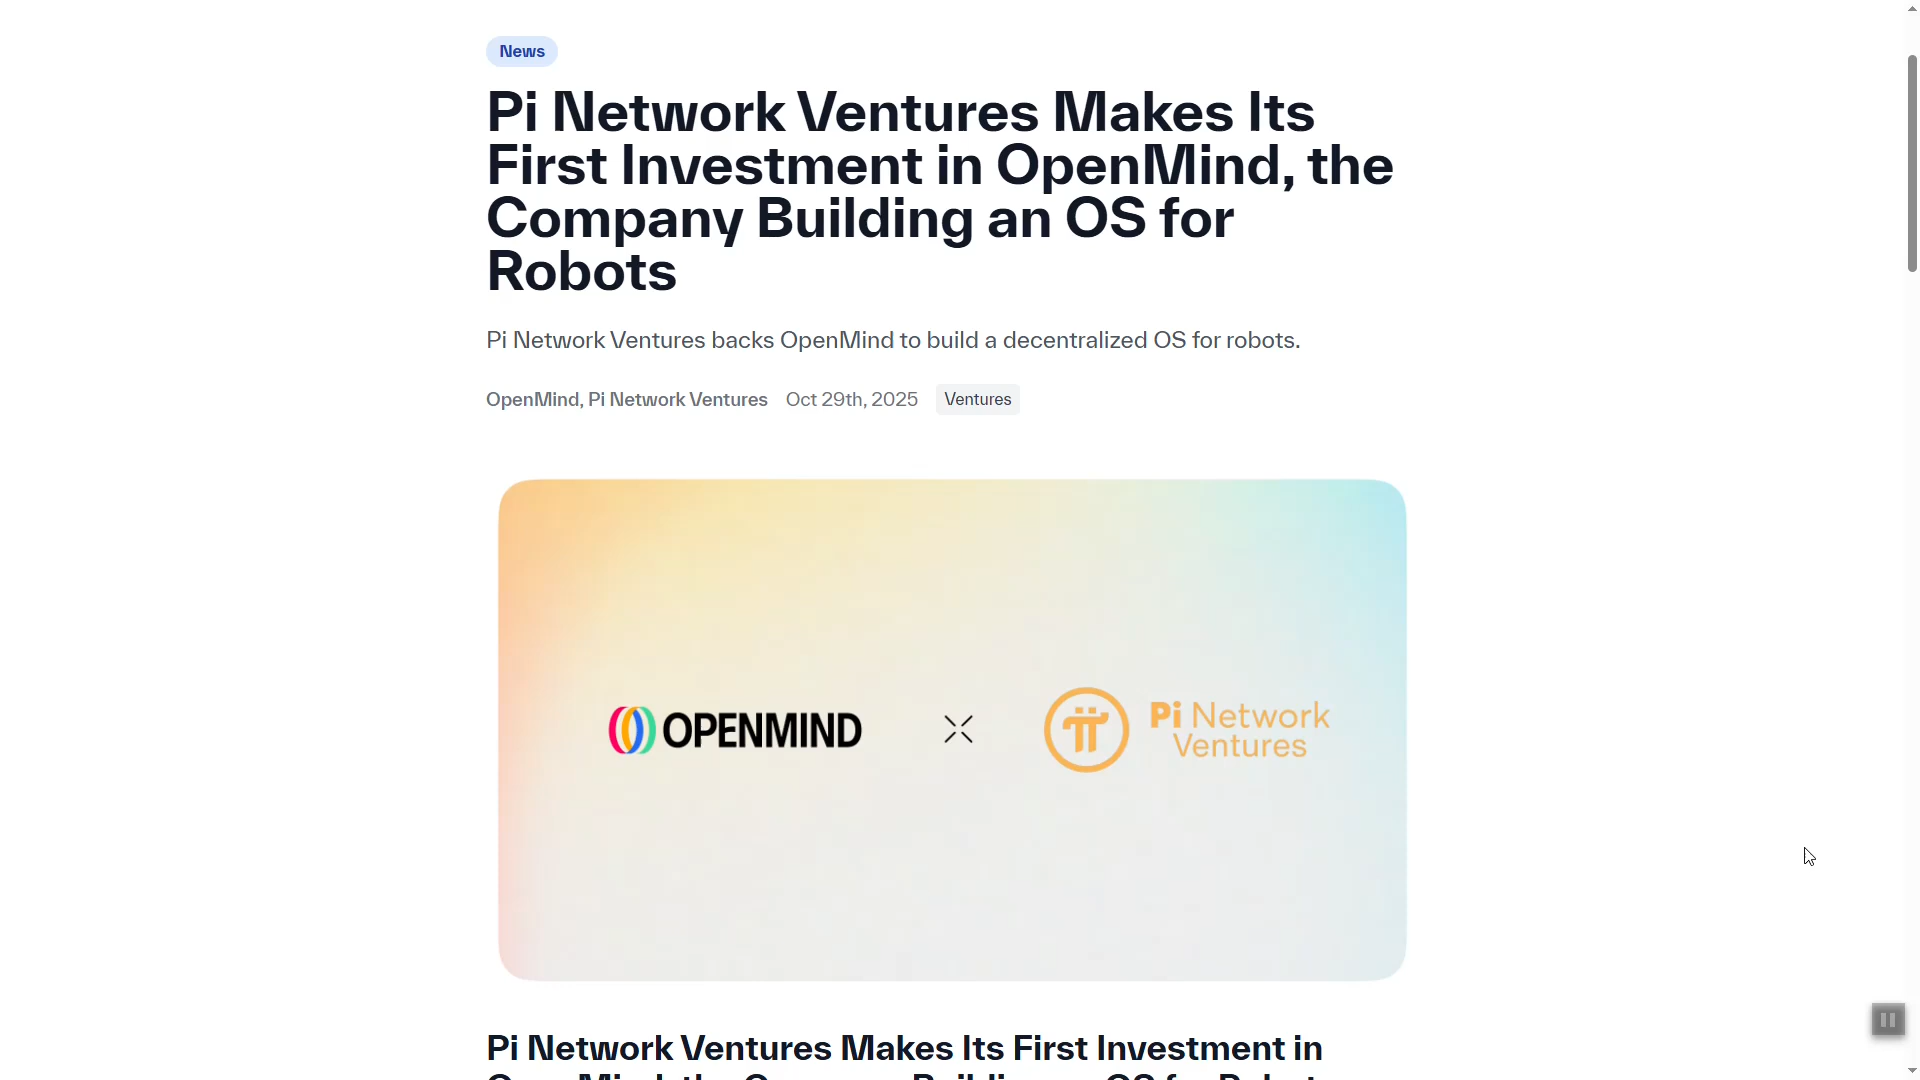 News
Pi Network Ventures Makes Its
First Investment in OpenMind, the
Company Building an OS for
Robots
Pi Network Ventures backs OpenMind to build a decentralized OS for robots.
OpenMind, Pi Network Ventures Oct 29th, 2025 Ventures
OPENMIND
Pi Network
Ventures
Pi Network Ventures Makes Its First Investment in